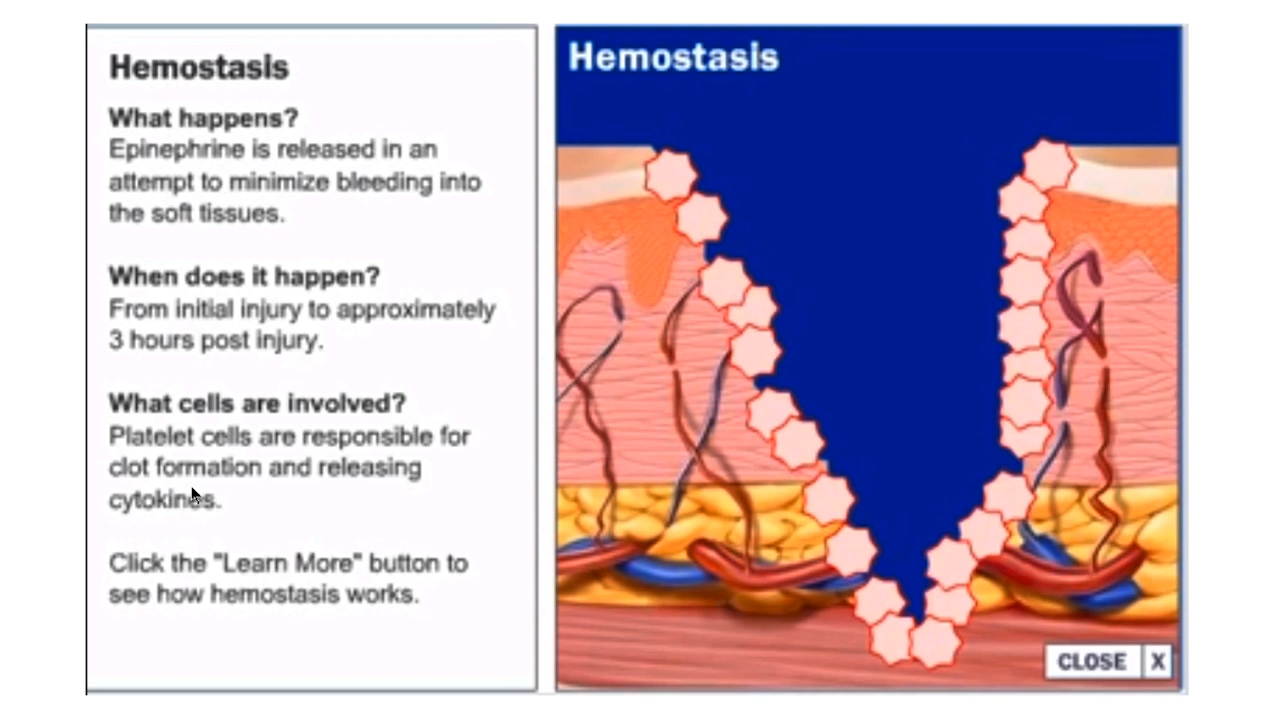 Hemostasis
What happens?
Epinephrine is released in an
attempt to minimize bleeding into
the soft tissues.
When does it happen?
From initial injury to approximately
3 hours post injury.
What cells are involved?
Platelet cells are responsible for
clot formation and releasing
cytokines.
Click the "Learn More" button to
see how hemostasis works.
Hemostasis
CLOSE X